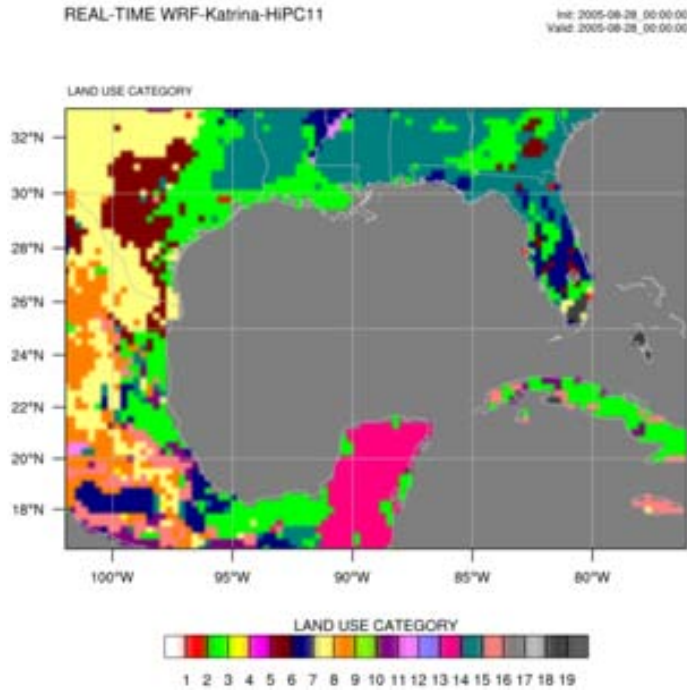 REAL-TIME WRF-Katrina-HiPC11
Init: 2005-08-28_00:00:00
Valid: 2005-08-28_00:00:00
LAND USE CATEGORY
32°N
30°N
28°N
26°N
24°N
22°N
20°N
18°N
100°W 95°W 90°W 85°W 80°W
LAND USE CATEGORY
1 2 3 4 5 6 7 8 9 10 11 12 13 14 15 16 17 18 19